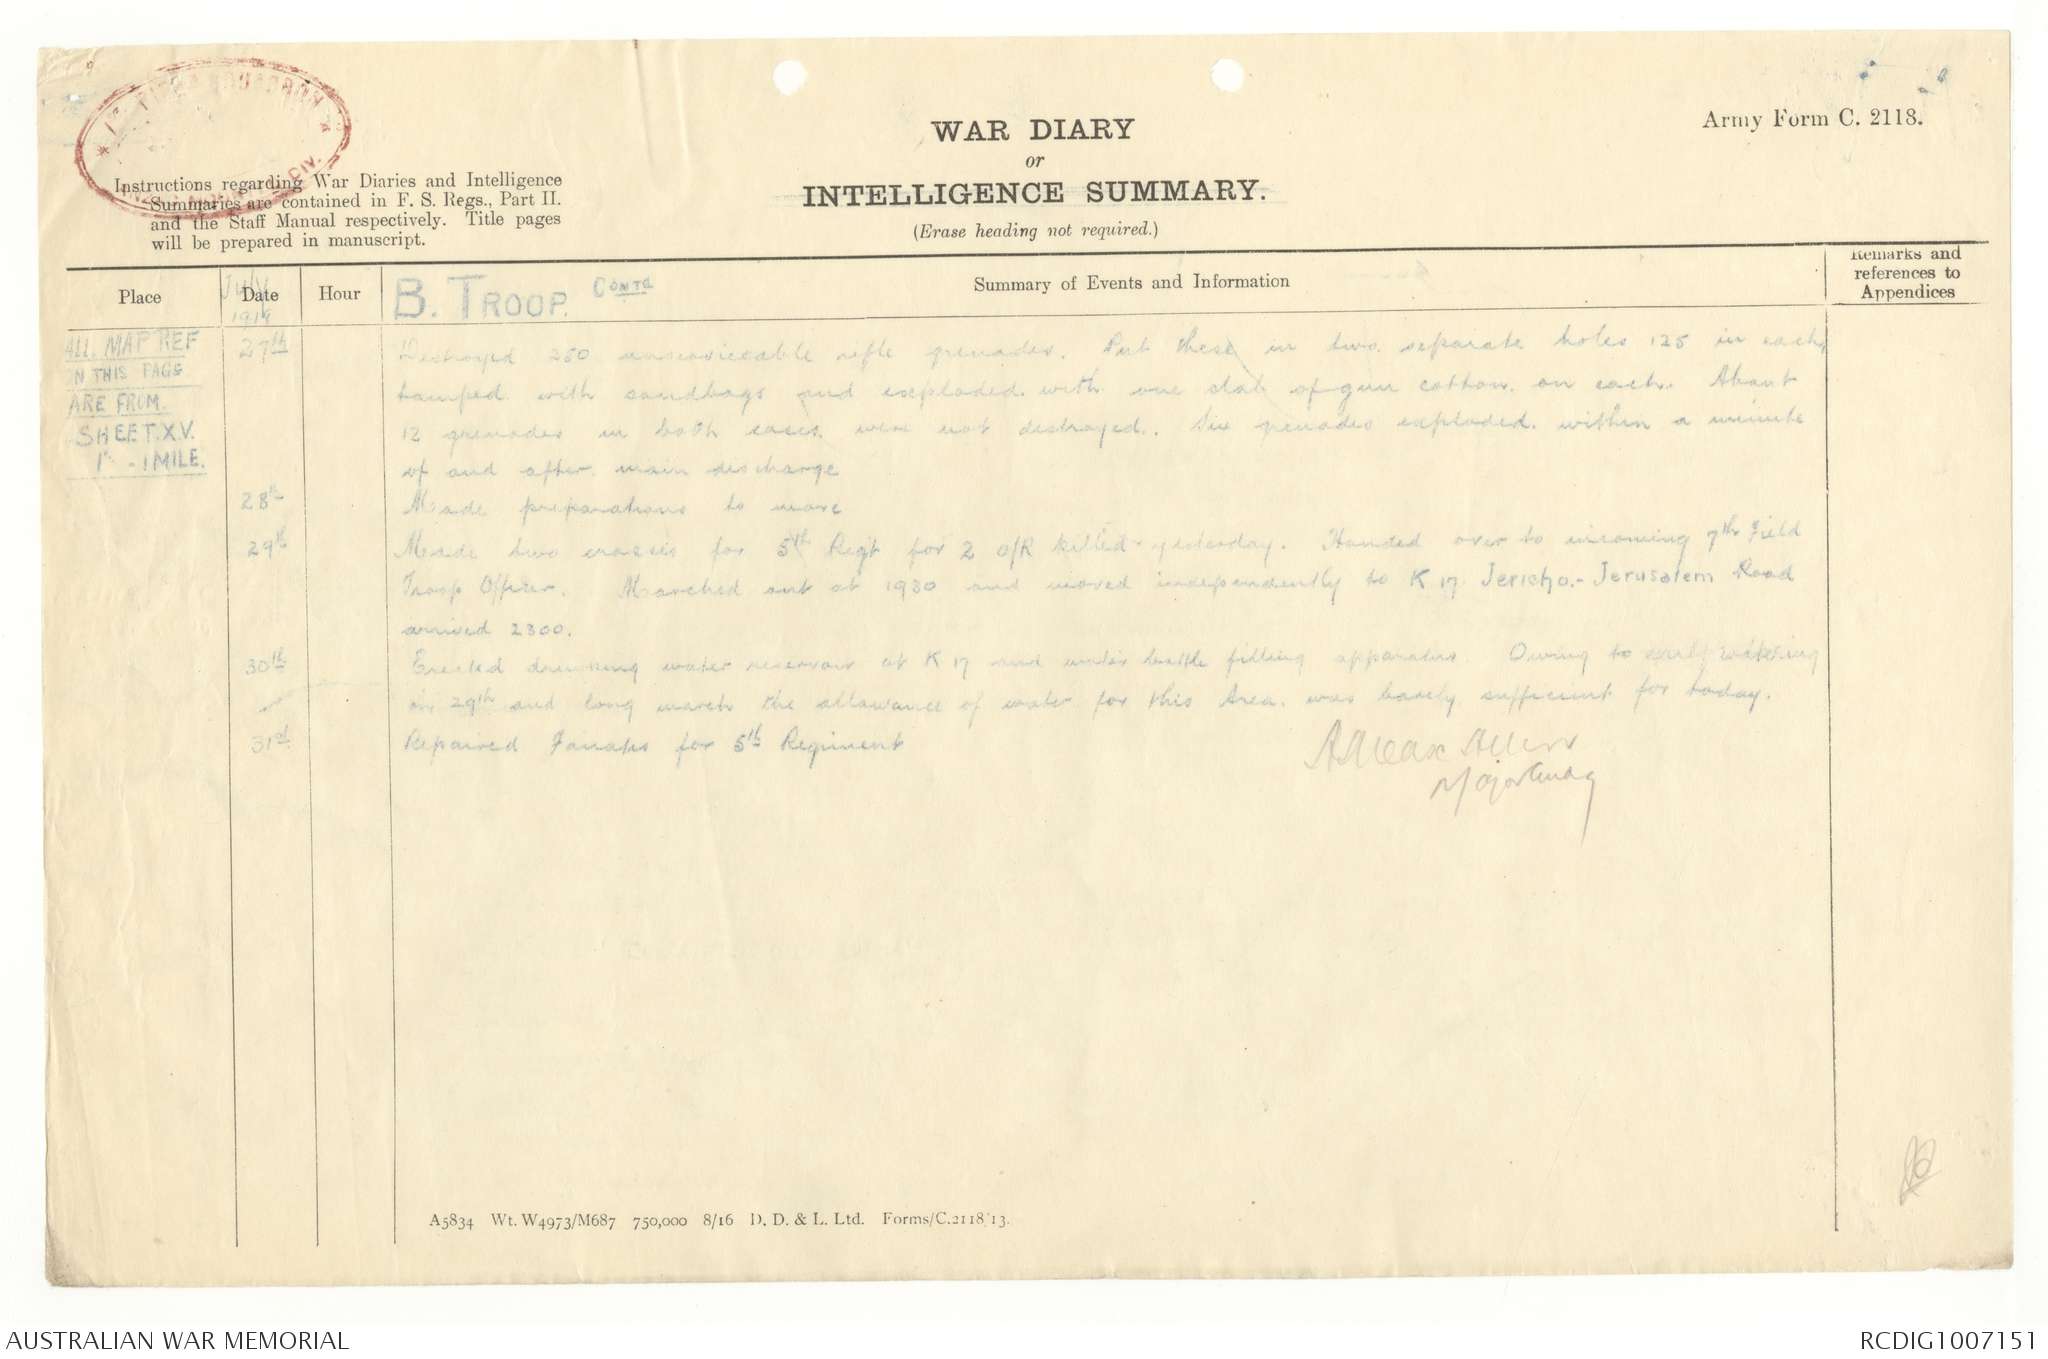 WAR DIARY
or
INTELLIGENCE SUMMARY.
(Erase heading not required.)
Army Form C. 2118.
Instructions regarding War Diaries and Intelligence
Summaries are contained in F. S. Regs., Part II.
and the Staff Manual respectively. Title pages
will be prepared in manuscript.
Place
July
Date
Hour
B. TROOP. Contd
Summary of Events and Information
Remarks and
references to
Appendices
ALL. MAP REF
ON THIS PAGE
ARE FROM.
SHEET. XV.
1" - 1 MILE.
27th Destroyed 250 unserviceable rifle grenades. Put these in two separate holes 125 in each
tamped with sandbags and exploded with one slab of gun cotton on each. About
12 grenades in both cases were not destroyed. Six grenades exploded within a minute
of and after main discharge
28th Made preparations to move
29th Made two crosses for 5th Regt for 2 O/R killed yesterday. Handed over to incoming 7th Field
Troop Officer. Marched out at 1930 and moved independently to K 17 Jericho.-Jerusalem Road
arrived 2300.
30th Erected drinking water reservoir at K 17 and water bottle filling apparatus. Owing to early watering
on 29th and long march the allowance of water for this Area. was barely sufficient for today.
31st Repaired Fanatis for 5th Regiment
Major
A5834 Wt. W4973/M687 750,000 8/16 D. D. & L. Ltd. Forms/C.2118/13.
AUSTRALIAN WAR MEMORIAL
RCDIG1007151